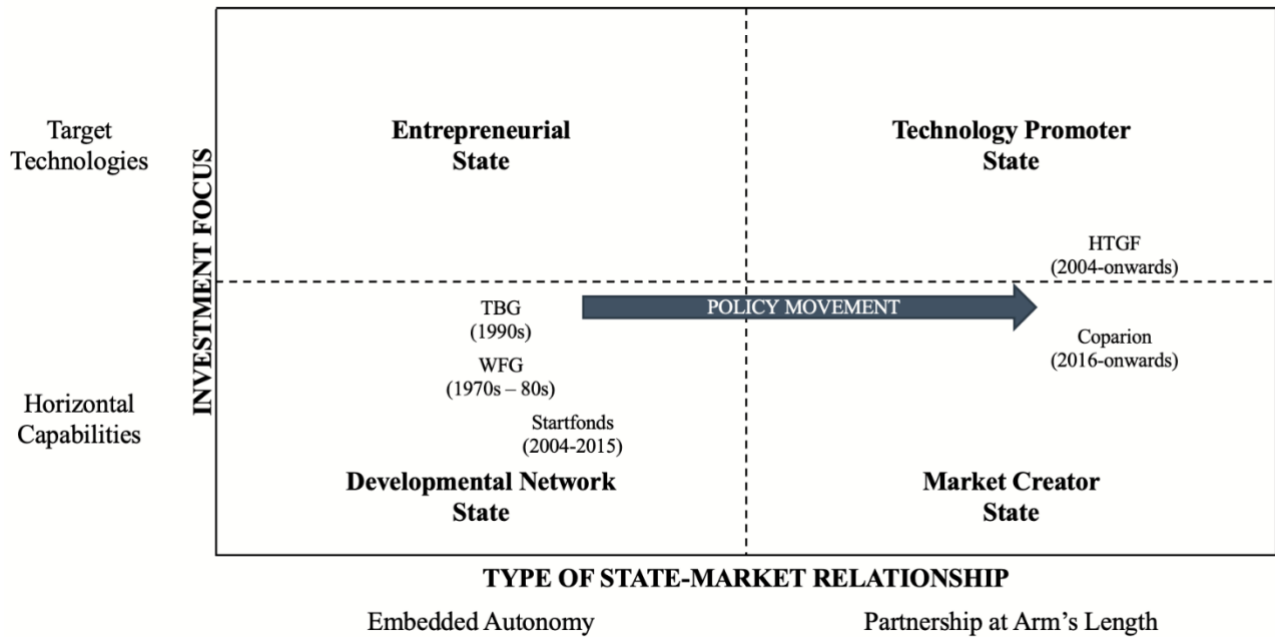 Target
Technologies
INVESTMENT FOCUS
Entrepreneurial
State
Technology Promoter
State
HTGF
(2004-onwards)
TBG
(1990s)
POLICY MOVEMENT
WFG
(1970s – 80s)
Coparion
(2016-onwards)
Horizontal
Capabilities
Startfonds
(2004-2015)
Developmental Network
State
Market Creator
State
TYPE OF STATE-MARKET RELATIONSHIP
Embedded Autonomy
Partnership at Arm’s Length